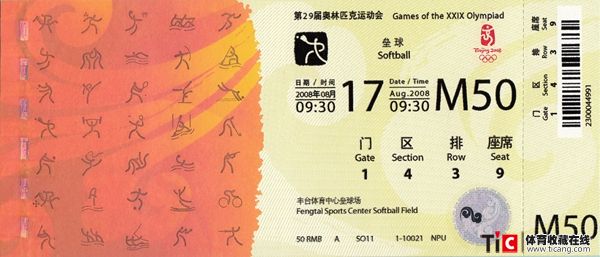 第29届奥林匹克运动会 Games of the XXIX Olympiad
垒球
Softball
Beijing 2008
日期 / 时间
2008年08月
09:30
17
Date / Time
Aug.2008
09:30
M50
门 区 排 座席
Gate Section Row Seat
1 4 3 9
丰台体育中心垒球场
Fengtai Sports Center Softball Field
50 RMB A SO11 1-10021 NPU
门 区 排 座席
Gate Section Row Seat
1 4 3 9
2300044991
M50
TiC 体育收藏在线
www.ticang.com